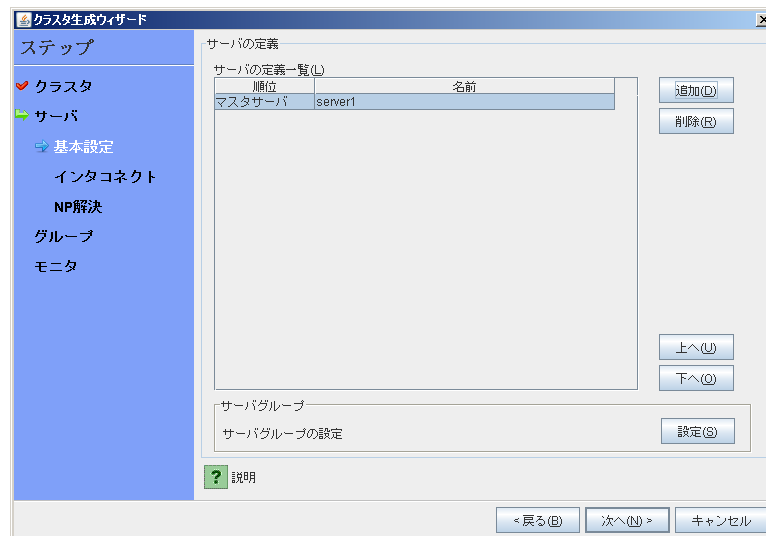 クラスタ生成ウィザード
ステップ
クラスタ
サーバ
基本設定
インタコネクト
NP解決
グループ
モニタ
サーバの定義
サーバの定義一覧(L)
順位 名前
マスタサーバ server1
追加(D)
削除(R)
上へ(U)
下へ(O)
サーバグループ
サーバグループの設定
設定(S)
? 説明
<戻る(B) 次へ(N)> キャンセル